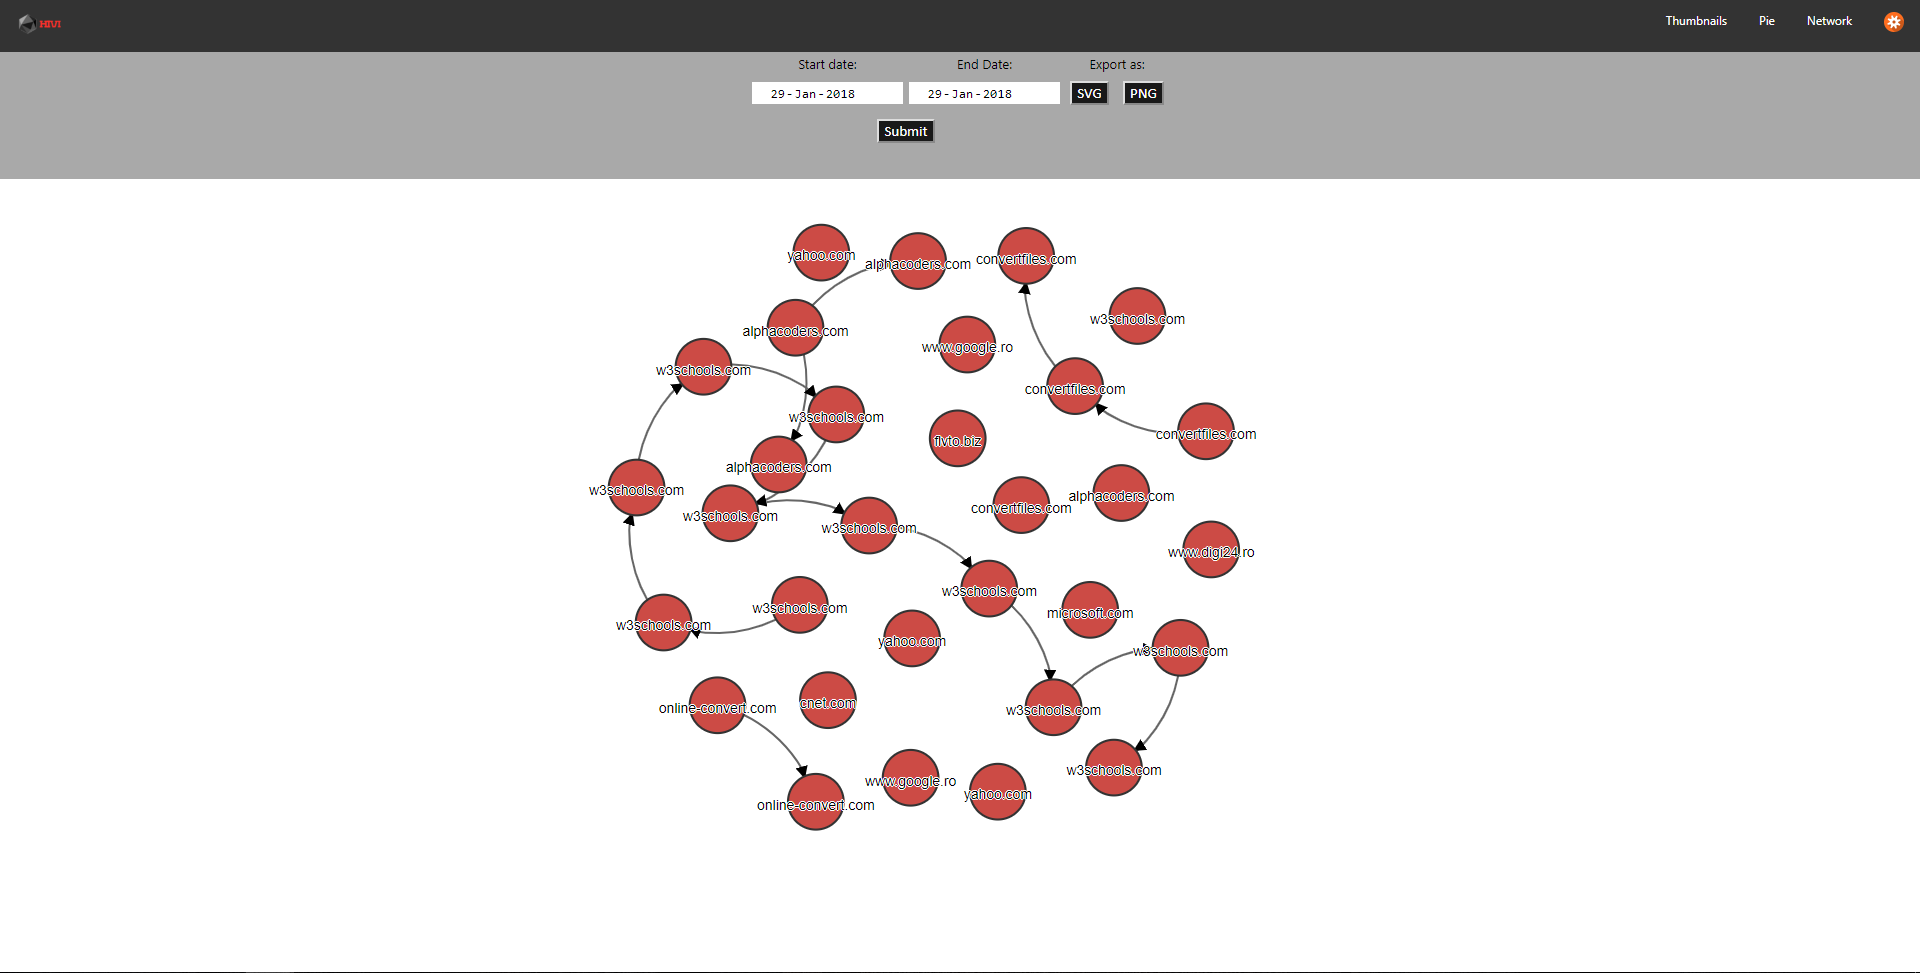 HIVI
Thumbnails Pie Network
Start date: End Date: Export as:
29-Jan-2018 29-Jan-2018 SVG PNG
Submit
yahoo.com
alphacoders.com
convertfiles.com
w3schools.com
alphacoders.com
www.google.ro
w3schools.com
convertfiles.com
w3schools.com
convertfiles.com
flvto.biz
alphacoders.com
w3schools.com
alphacoders.com
convertfiles.com
w3schools.com
w3schools.com
www.digi24.ro
w3schools.com
w3schools.com
microsoft.com
w3schools.com
yahoo.com
w3schools.com
cnet.com
online-convert.com
w3schools.com
w3schools.com
www.google.ro
yahoo.com
online-convert.com